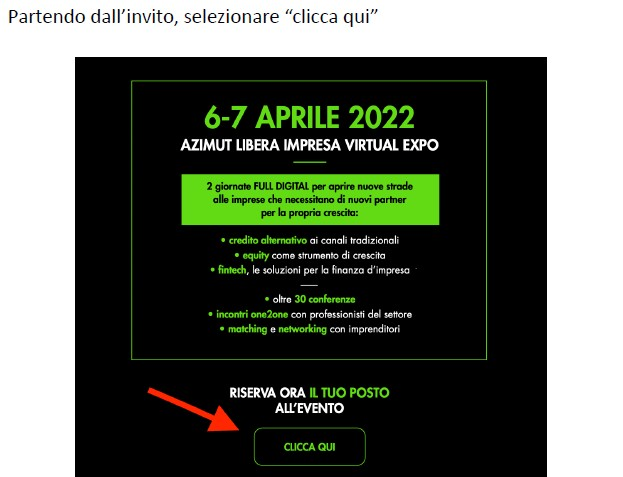 Partendo dall’invito, selezionare “clicca qui”
6-7 APRILE 2022
AZIMUT LIBERA IMPRESA VIRTUAL EXPO
2 giornate FULL DIGITAL per aprire nuove strade
alle imprese che necessitano di nuovi partner
per la propria crescita:
• credito alternativo ai canali tradizionali
• equity come strumento di crescita
• fintech, le soluzioni per la finanza d’impresa
• oltre 30 conferenze
• incontri one2one con professionisti del settore
• matching e networking con imprenditori
RISERVA ORA IL TUO POSTO
ALL’EVENTO
CLICCA QUI